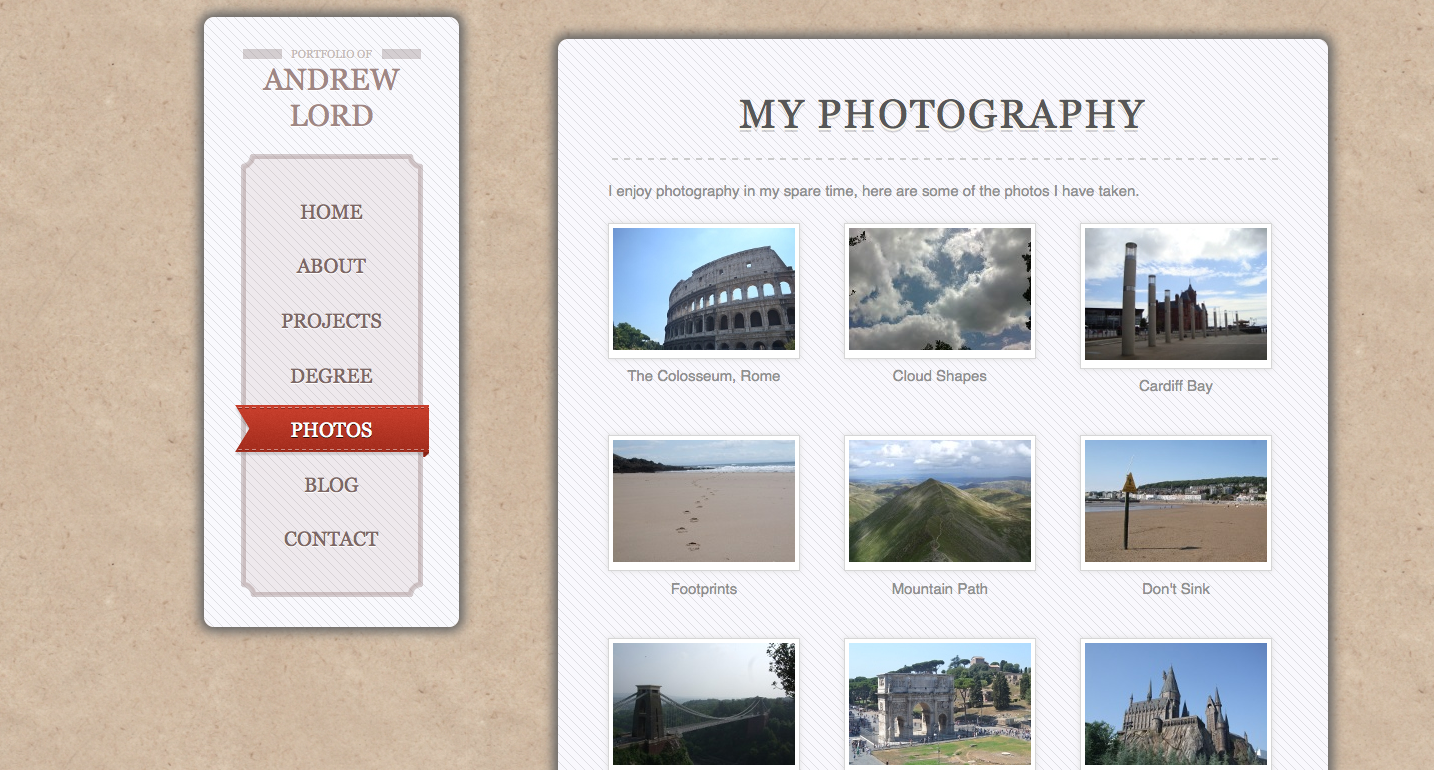 PORTFOLIO OF
ANDREW
LORD
HOME
ABOUT
PROJECTS
DEGREE
PHOTOS
BLOG
CONTACT
MY PHOTOGRAPHY
I enjoy photography in my spare time, here are some of the photos I have taken.
The Colosseum, Rome
Cloud Shapes
Cardiff Bay
Footprints
Mountain Path
Don't Sink